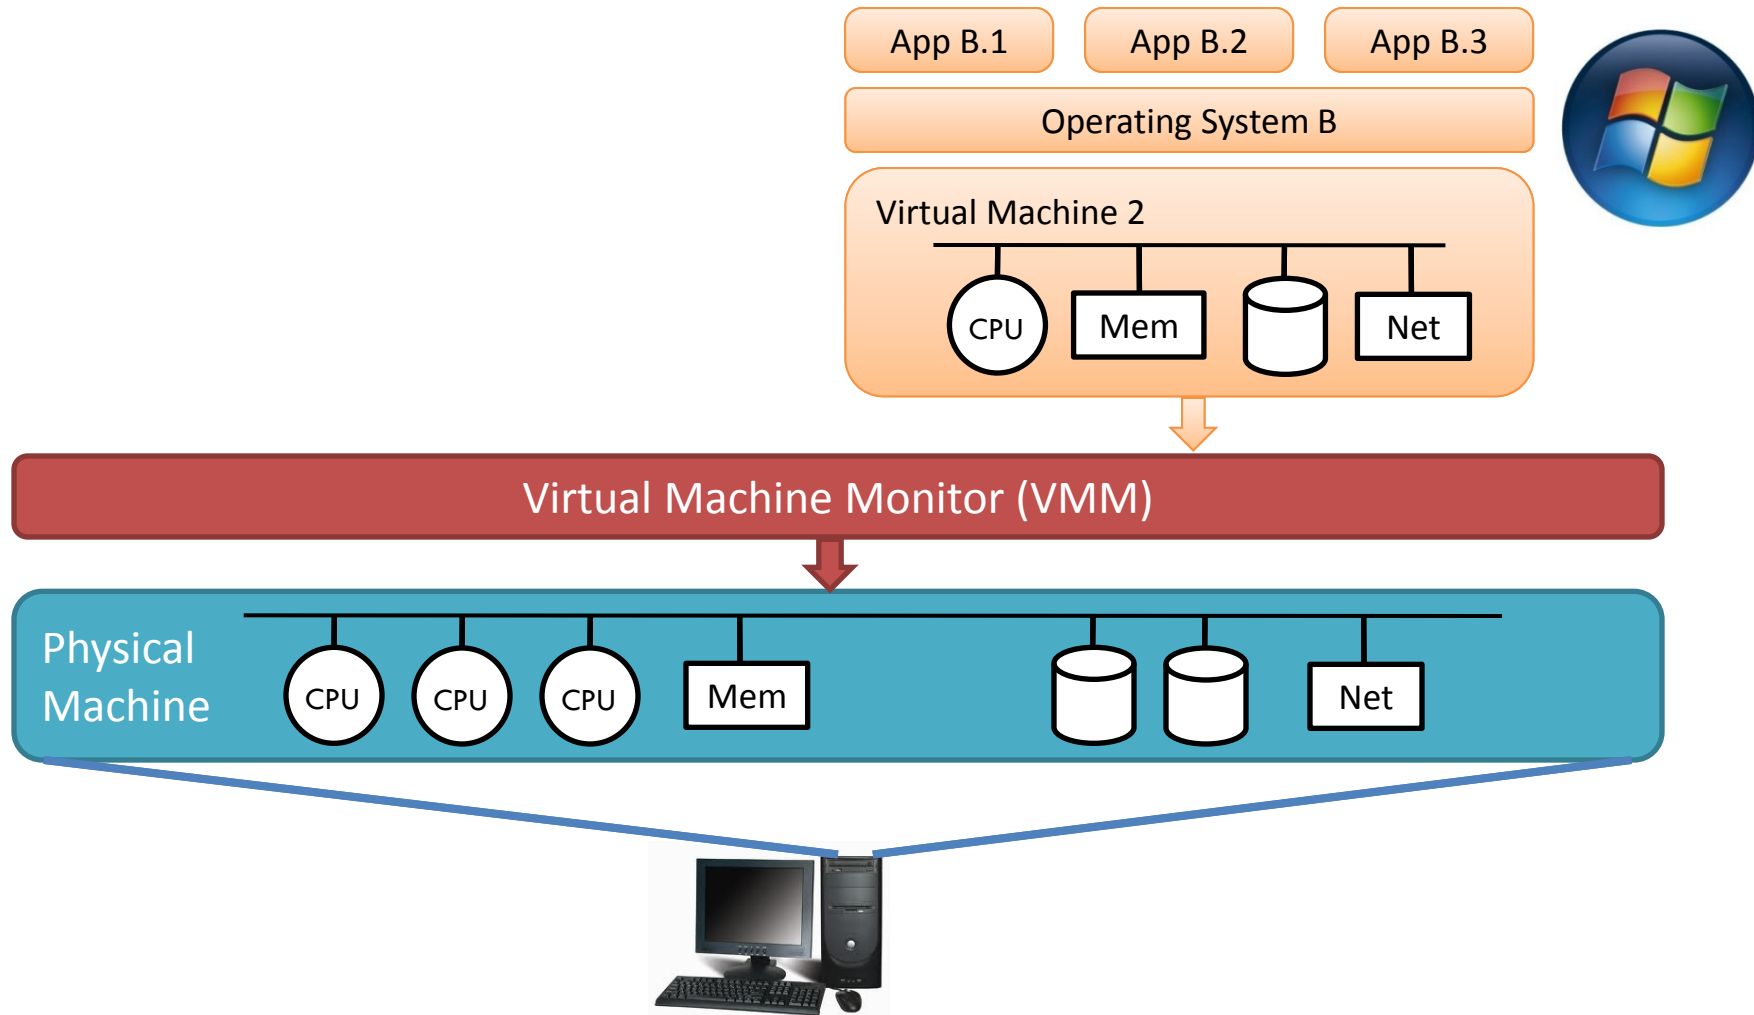 App B.1
App B.2
App B.3
Operating System B
Virtual Machine 2
CPU
Mem
Net
Virtual Machine Monitor (VMM)
Physical
Machine
CPU
CPU
CPU
Mem
Net